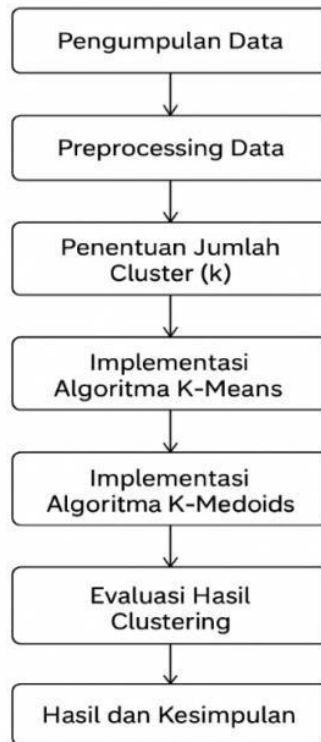 Pengumpulan Data
Preprocessing Data
Penentuan Jumlah
Cluster (k)
Implementasi
Algoritma K-Means
Implementasi
Algoritma K-Medoids
Evaluasi Hasil
Clustering
Hasil dan Kesimpulan